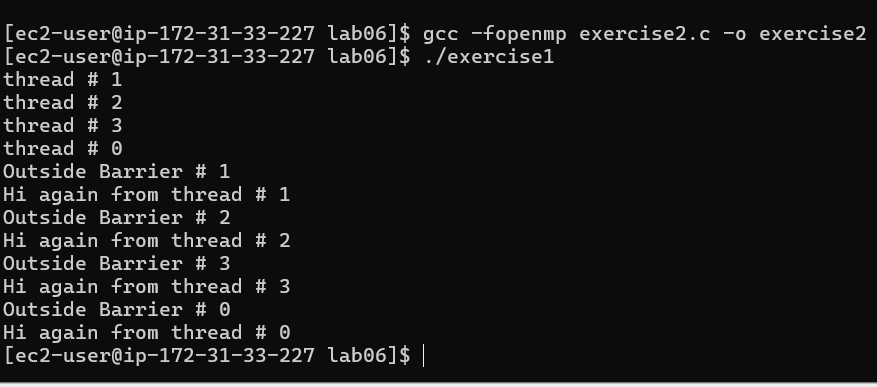 [ec2-user@ip-172-31-33-227 lab06]$ gcc -fopenmp exercise2.c -o exercise2
[ec2-user@ip-172-31-33-227 lab06]$ ./exercise1
thread # 1
thread # 2
thread # 3
thread # 0
Outside Barrier # 1
Hi again from thread # 1
Outside Barrier # 2
Hi again from thread # 2
Outside Barrier # 3
Hi again from thread # 3
Outside Barrier # 0
Hi again from thread # 0
[ec2-user@ip-172-31-33-227 lab06]$